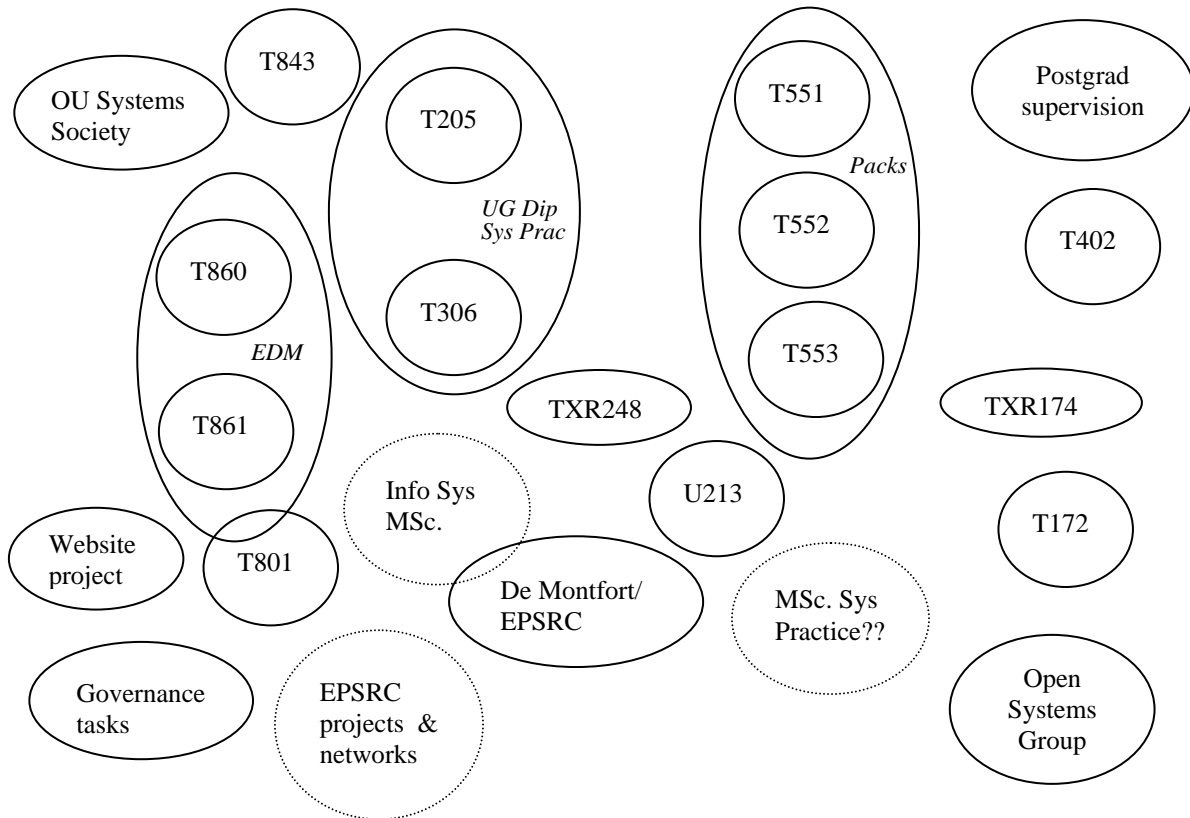 T843
OU Systems
Society
T205
UG Dip
Sys Prac
T306
T551
Packs
T552
T553
Postgrad
supervision
T402
T860
EDM
T861
TXR248
TXR174
Info Sys
MSc.
U213
T172
Website
project
T801
De Montfort/
EPSRC
MSc. Sys
Practice??
Governance
tasks
EPSRC
projects &
networks
Open
Systems
Group